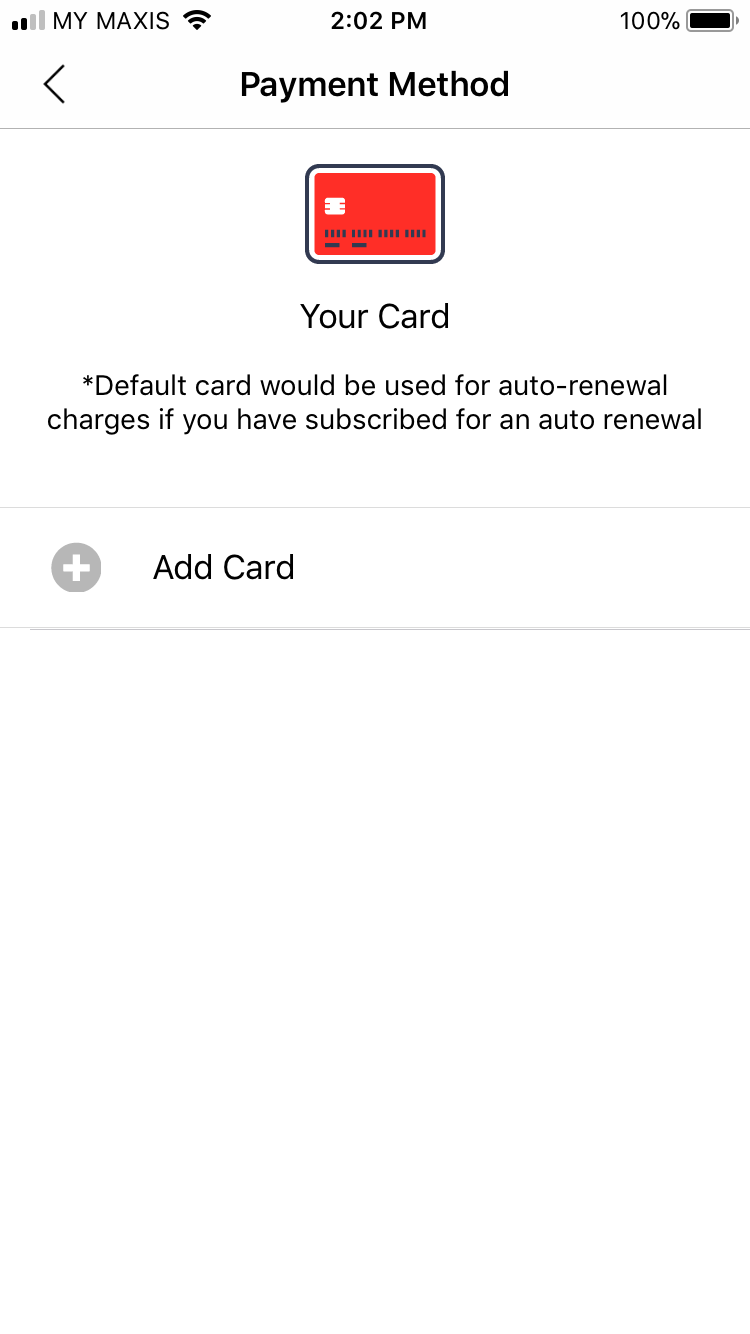 MY MAXIS 2:02 PM 100%
Payment Method
Your Card
*Default card would be used for auto-renewal
charges if you have subscribed for an auto renewal
Add Card